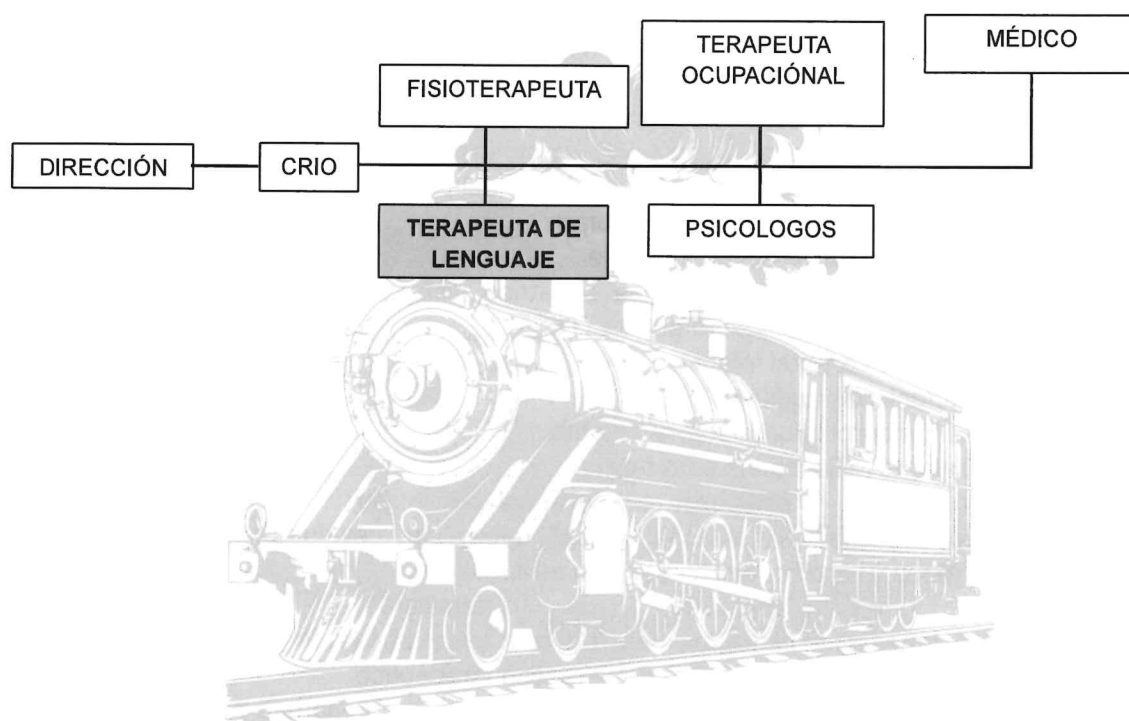 TERAPEUTA
OCUPACIÓNAL
MÉDICO
FISIOTERAPEUTA
DIRECCIÓN
CRIO
TERAPEUTA DE
LENGUAJE
PSICOLOGOS